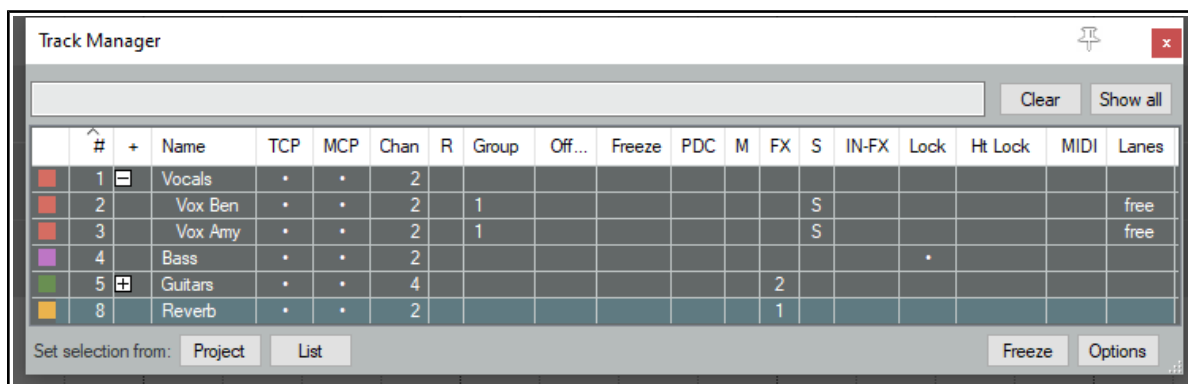 Track Manager x
Clear Show all
# + Name TCP MCP Chan R Group Off... Freeze PDC M FX S IN-FX Lock Ht Lock MIDI Lanes
1 Vocals • • 2
2 Vox Ben • • 2 1 S free
3 Vox Amy • • 2 1 S free
4 Bass • • 2 •
5 Guitars • • 4 2
8 Reverb • • 2 1
Set selection from: Project List Freeze Options